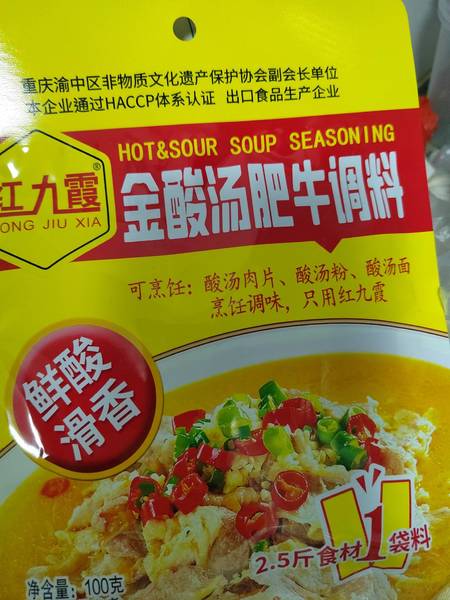 重庆渝中区非物质文化遗产保护协会副会长单位
本企业通过HACCP体系认证 出口食品生产企业
HOT&SOUR SOUP SEASONING
红九霞®
ONG JIU XIA
金酸汤肥牛调料
可烹饪：酸汤肉片、酸汤粉、酸汤面
烹饪调味，只用红九霞
鲜酸
滑香
2.5斤食材1袋料
净含量：100克